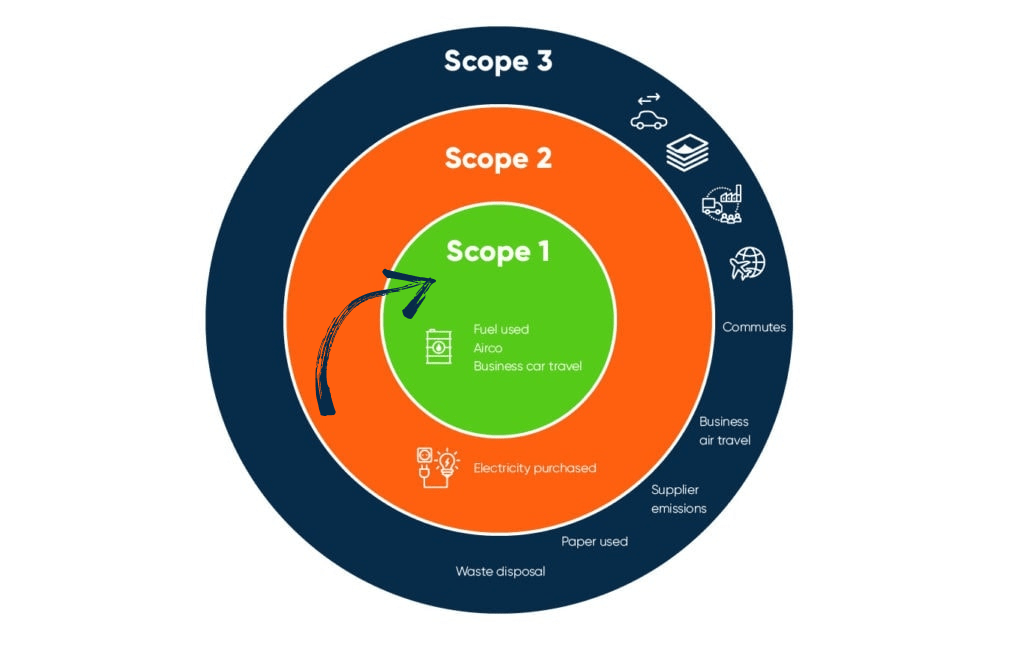 Scope 3
Scope 2
Scope 1
Fuel used
Airco
Business car travel
Commutes
Business
air travel
Electricity purchased
Supplier
emissions
Paper used
Waste disposal